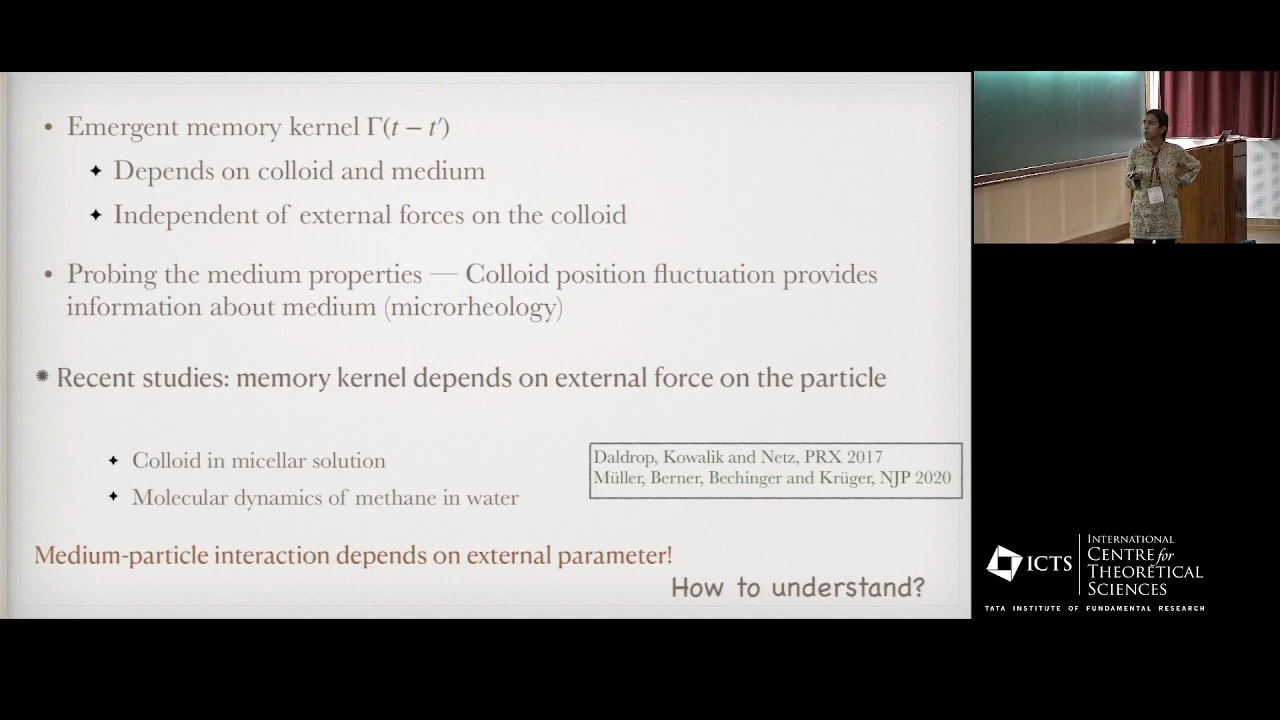 • Emergent memory kernel Γ(t − t′)
✦ Depends on colloid and medium
✦ Independent of external forces on the colloid
• Probing the medium properties — Colloid position fluctuation provides
information about medium (microrheology)
✹ Recent studies: memory kernel depends on external force on the particle
✦ Colloid in micellar solution
✦ Molecular dynamics of methane in water
Daldrop, Kowalik and Netz, PRX 2017
Müller, Berner, Bechinger and Krüger, NJP 2020
Medium-particle interaction depends on external parameter!
How to understand?
ICTS
INTERNATIONAL
CENTRE for
THEORETICAL
SCIENCES
TATA INSTITUTE OF FUNDAMENTAL RESEARCH